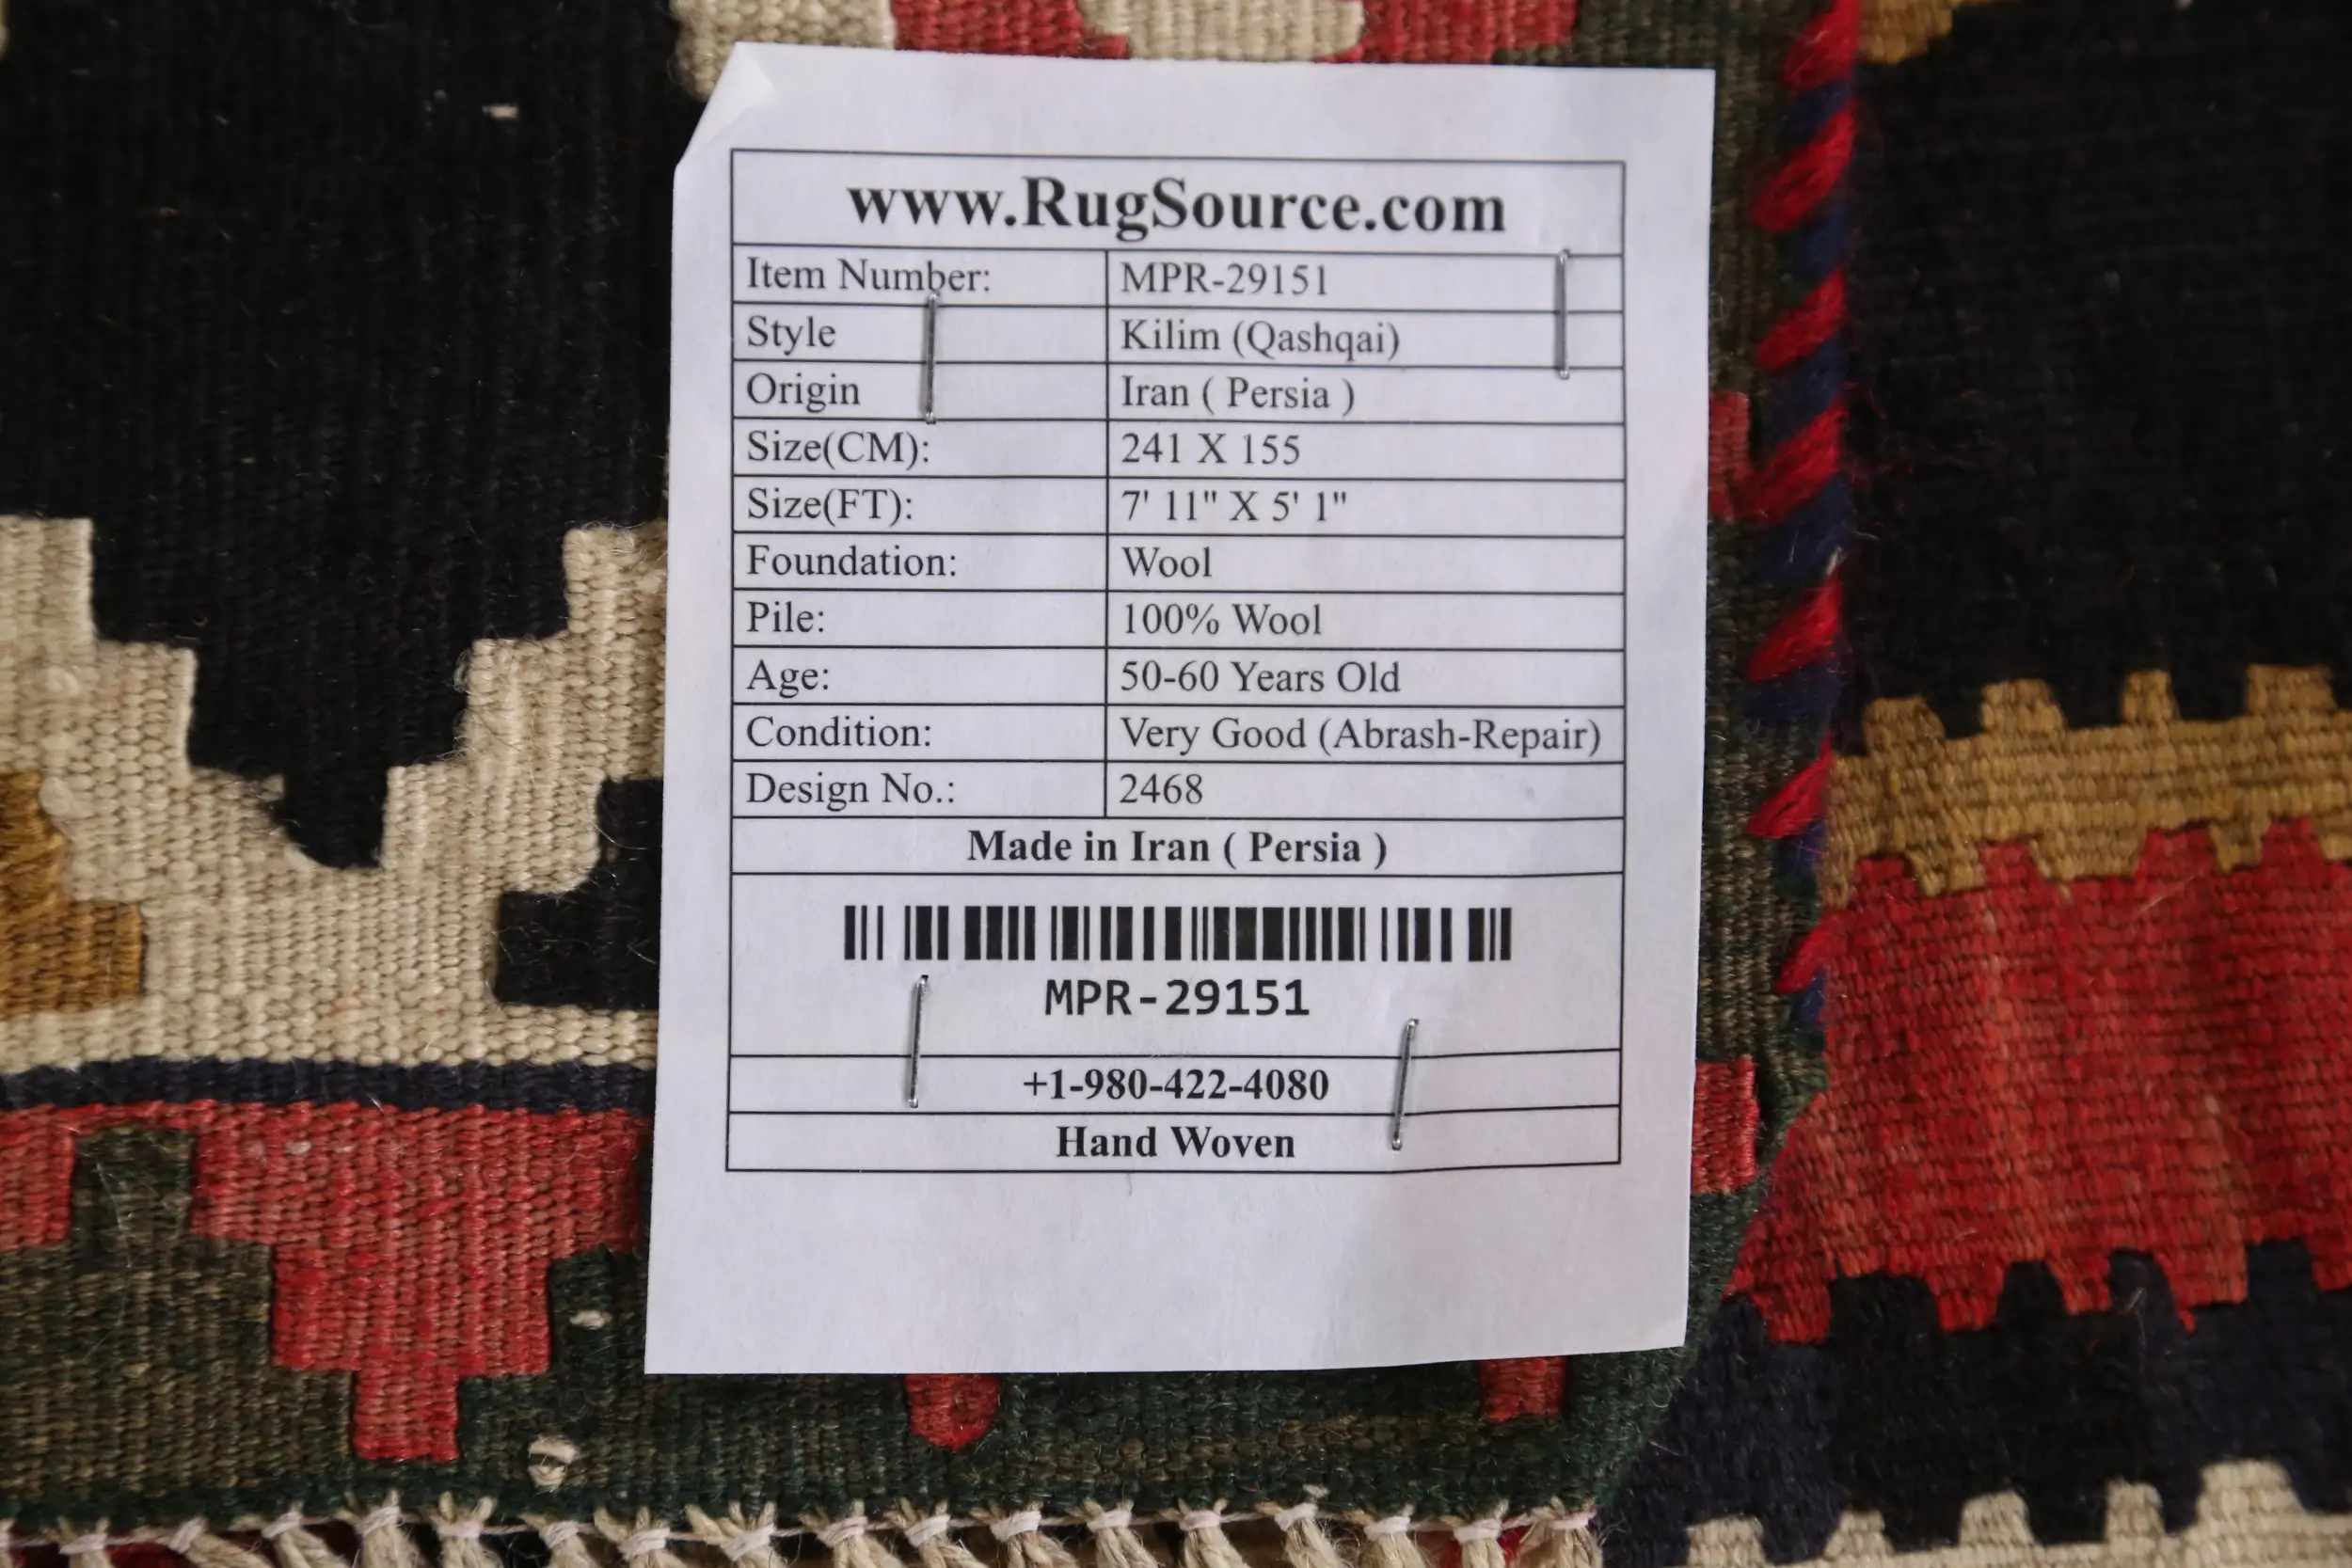 www.RugSource.com
Item Number: MPR-29151
Style Kilim (Qashqai)
Origin Iran ( Persia )
Size(CM): 241 X 155
Size(FT): 7' 11" X 5' 1"
Foundation: Wool
Pile: 100% Wool
Age: 50-60 Years Old
Condition: Very Good (Abrash-Repair)
Design No.: 2468
Made in Iran ( Persia )
MPR-29151
+1-980-422-4080
Hand Woven